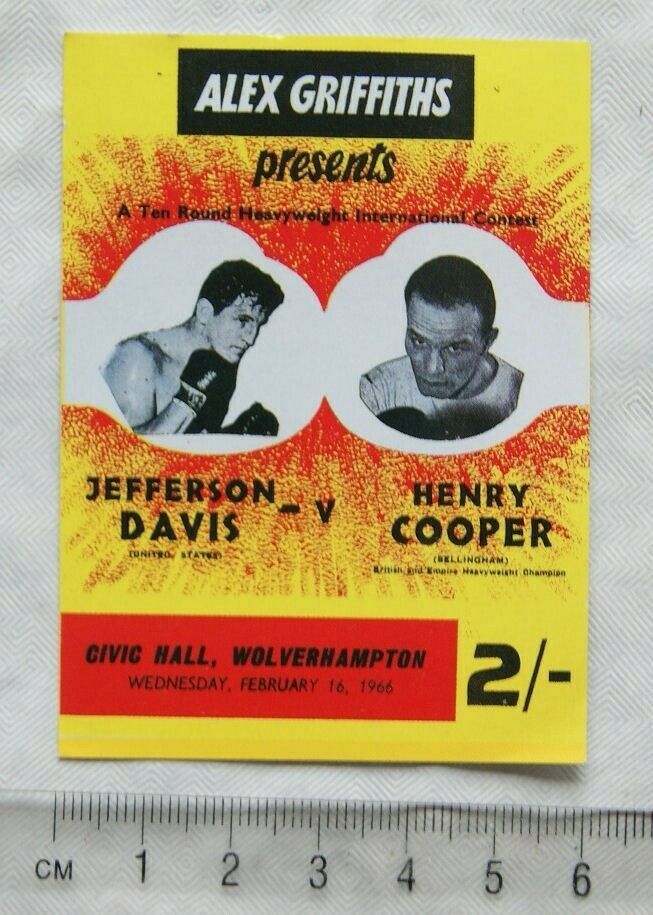 ALEX GRIFFITHS
presents
A Ten Round Heavyweight International Contest
JEFFERSON DAVIS
(UNITED STATES)
- v
HENRY COOPER
(BELLINGHAM)
British and Empire Heavyweight Champion
CIVIC HALL, WOLVERHAMPTON
WEDNESDAY, FEBRUARY 16, 1966
2/-
CM 1 2 3 4 5 6